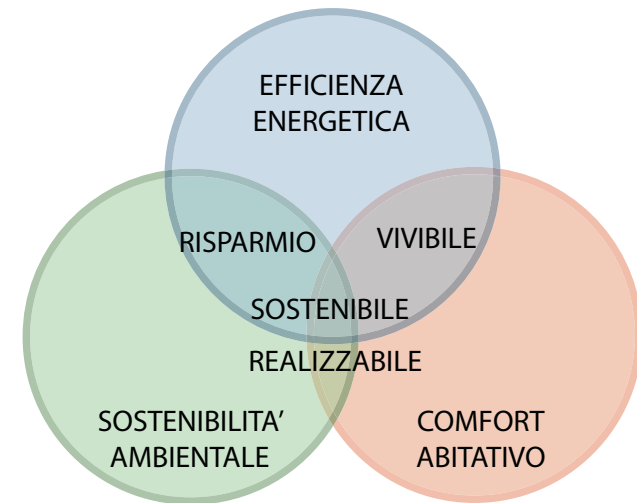 EFFICIENZA
ENERGETICA
RISPARMIO
VIVIBILE
SOSTENIBILE
REALIZZABILE
SOSTENIBILITA’
AMBIENTALE
COMFORT
ABITATIVO